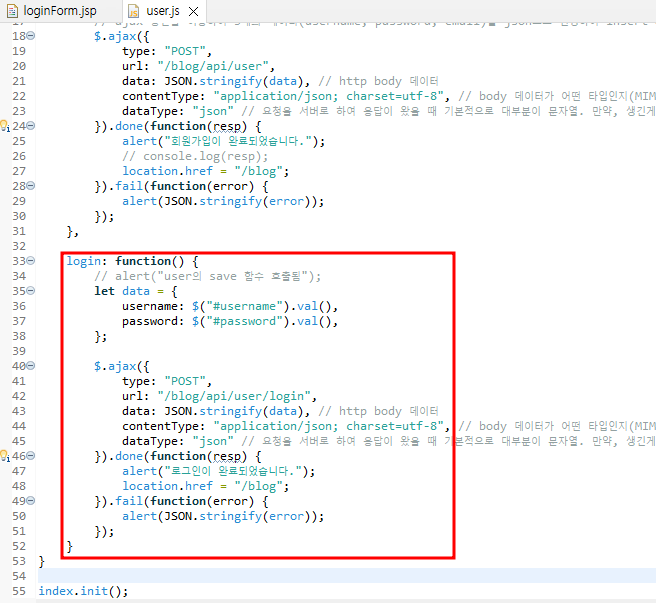 loginForm.jsp user.js
18 $.ajax({
19 type: "POST",
20 url: "/blog/api/user",
21 data: JSON.stringify(data), // http body 데이터
22 contentType: "application/json; charset=utf-8", // body 데이터가 어떤 타입인지(MIM
23 dataType: "json" // 요청을 서버로 하여 응답이 왔을 때 기본적으로 대부분이 문자열. 만약, 생긴게
24 }).done(function(resp) {
25 alert("회원가입이 완료되었습니다.");
26 // console.log(resp);
27 location.href = "/blog";
28 }).fail(function(error) {
29 alert(JSON.stringify(error));
30 });
31 },
32
33 login: function() {
34 // alert("user의 save 함수 호출됨");
35 let data = {
36 username: $("#username").val(),
37 password: $("#password").val(),
38 };
39
40 $.ajax({
41 type: "POST",
42 url: "/blog/api/user/login",
43 data: JSON.stringify(data), // http body 데이터
44 contentType: "application/json; charset=utf-8", // body 데이터가 어떤 타입인지(MIM
45 dataType: "json" // 요청을 서버로 하여 응답이 왔을 때 기본적으로 대부분이 문자열. 만약, 생긴게
46 }).done(function(resp) {
47 alert("로그인이 완료되었습니다.");
48 location.href = "/blog";
49 }).fail(function(error) {
50 alert(JSON.stringify(error));
51 });
52 }
53 }
54
55 index.init();